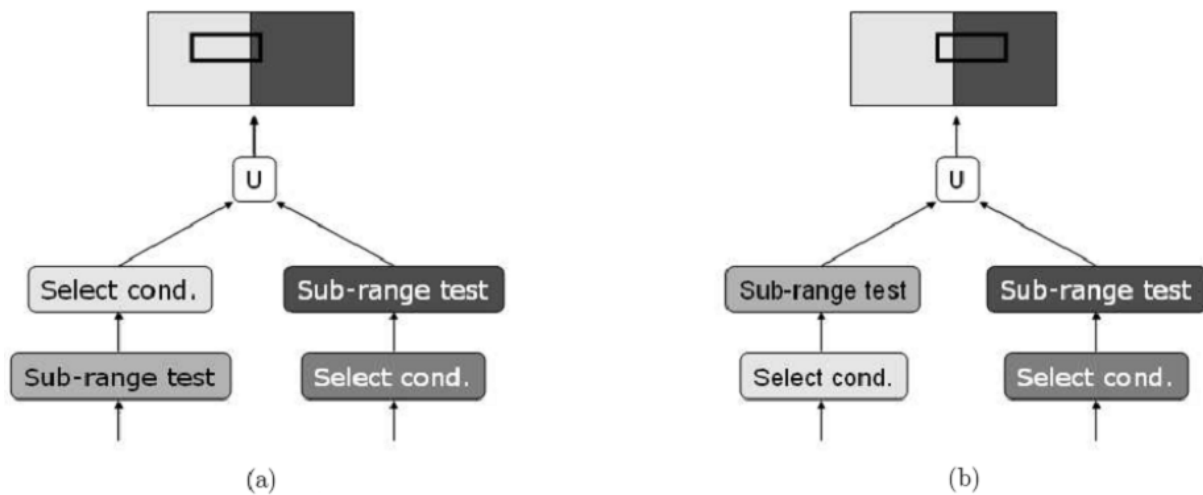 U
U
Select cond.
Sub-range test
Sub-range test
Sub-range test
Sub-range test
Select cond.
Select cond.
Select cond.
(a)
(b)